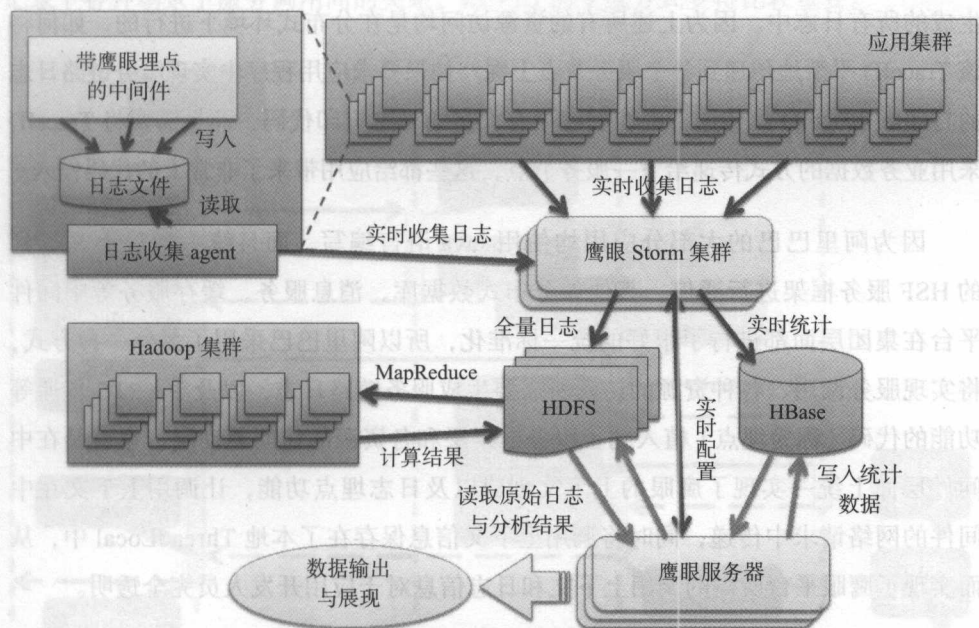 带鹰眼埋点
的中间件
写入
日志文件
读取
日志收集 agent
应用集群
实时收集日志
实时收集日志
鹰眼 Storm 集群
全量日志
实时统计
Hadoop 集群
MapReduce
计算结果
HDFS
实时配置
HBase
读取原始日志
与分析结果
写入统计
数据
数据输出
与展现
鹰眼服务器